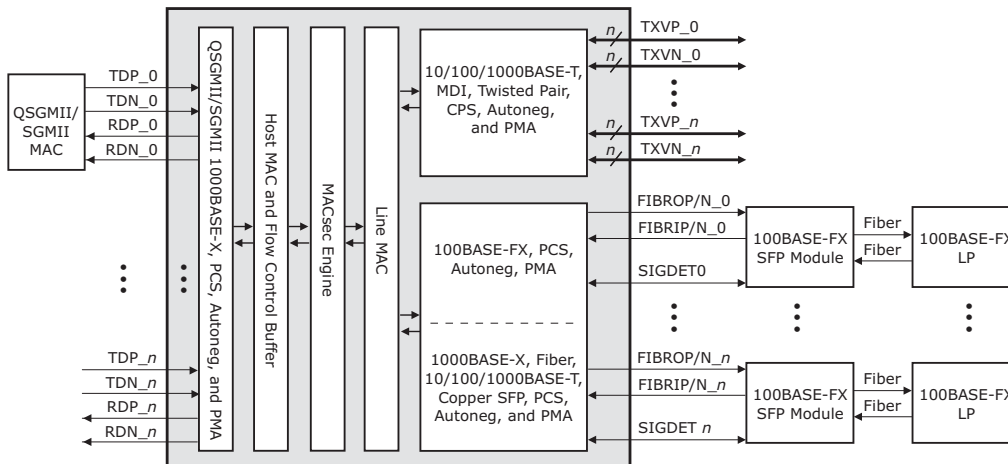 QSGMII/
SGMII
MAC
TDP_0
TDN_0
RDP_0
RDN_0
TDP_n
TDN_n
RDP_n
RDN_n
QSGMII/SGMII 1000BASE-X, PCS, Autoneg, and PMA
Host MAC and Flow Control Buffer
MACsec Engine
Line MAC
10/100/1000BASE-T,
MDI, Twisted Pair,
CPS, Autoneg,
and PMA
n
TXVP_0
n
TXVN_0
n
TXVP_n
n
TXVN_n
100BASE-FX, PCS,
Autoneg, PMA
1000BASE-X, Fiber,
10/100/1000BASE-T,
Copper SFP, PCS,
Autoneg, and PMA
FIBROP/N_0
FIBRIP/N_0
SIGDET0
100BASE-FX
SFP Module
Fiber
Fiber
100BASE-FX
LP
FIBROP/N_n
FIBRIP/N_n
SIGDET n
100BASE-FX
SFP Module
Fiber
Fiber
100BASE-FX
LP